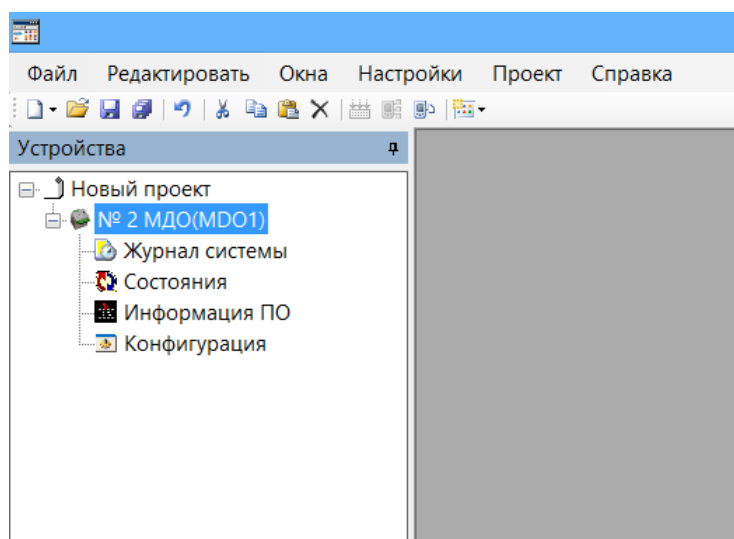 Файл Редактировать Окна Настройки Проект Справка
Устройства
Новый проект
№ 2 МДО(MDO1)
Журнал системы
Состояния
Информация ПО
Конфигурация